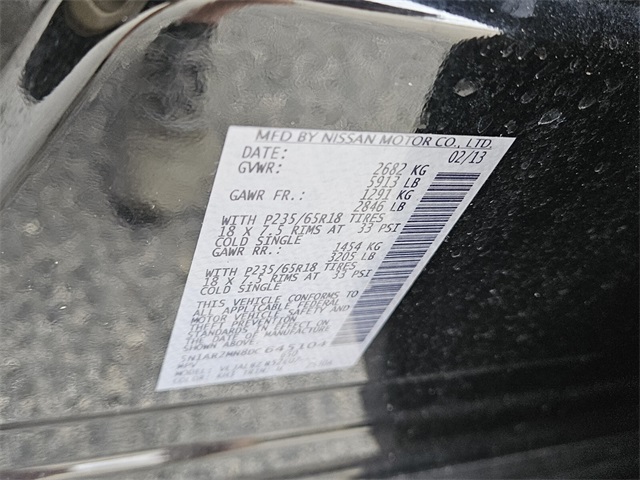 MFD BY NISSAN MOTOR CO., LTD.
DATE: 02/13
GVWR: 2682 KG
5913 LB
GAWR FR.: 1291 KG
2846 LB
WITH P235/65R18 TIRES
18 X 7.5 RIMS AT 33 PSI
COLD SINGLE
GAWR RR.: 1454 KG
3205 LB
WITH P235/65R18 TIRES
18 X 7.5 RIMS AT 33 PSI
COLD SINGLE
THIS VEHICLE CONFORMS TO
ALL APPLICABLE FEDERAL
MOTOR VEHICLE SAFETY AND
THEFT PREVENTION
STANDARDS IN EFFECT ON
THE DATE OF MANUFACTURE
SHOWN ABOVE.
5N1AR2MN8DC645104
MPV
MODEL:
COLOR: TRIM: G